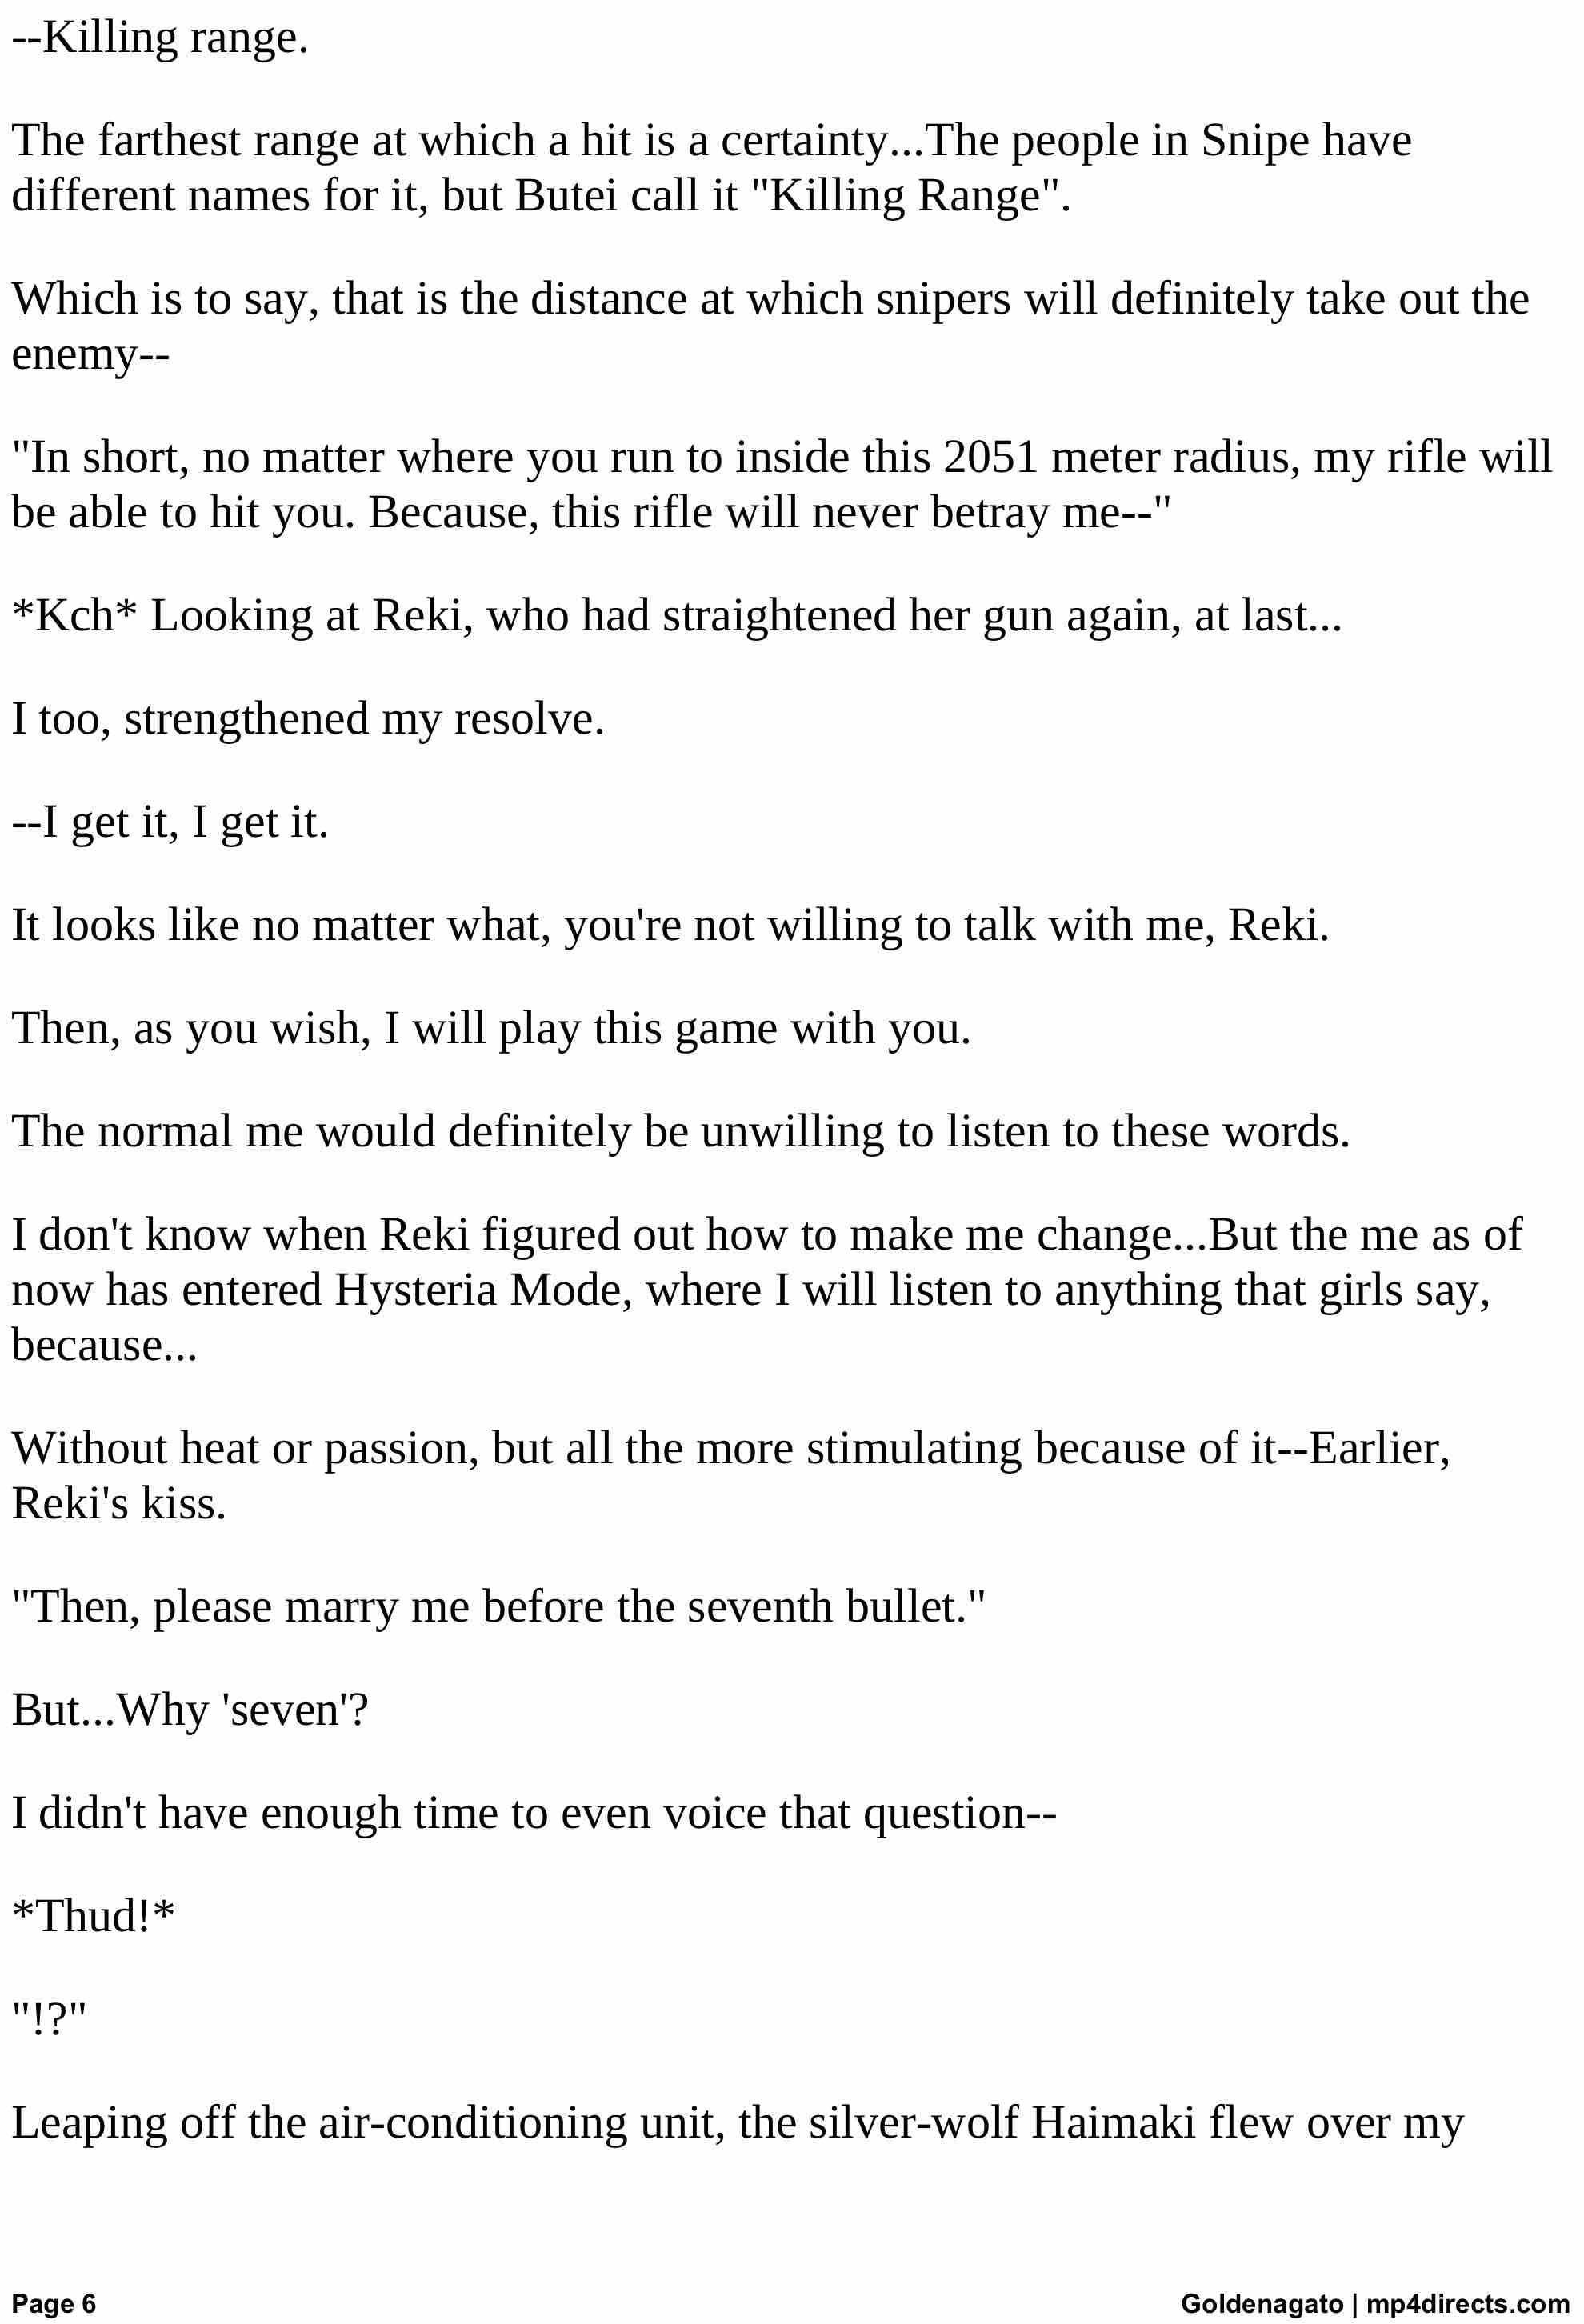 --Killing range.
The farthest range at which a hit is a certainty...The people in Snipe have
different names for it, but Butei call it "Killing Range".
Which is to say, that is the distance at which snipers will definitely take out the
enemy--
"In short, no matter where you run to inside this 2051 meter radius, my rifle will
be able to hit you. Because, this rifle will never betray me--"
*Kch* Looking at Reki, who had straightened her gun again, at last...
I too, strengthened my resolve.
--I get it, I get it.
It looks like no matter what, you're not willing to talk with me, Reki.
Then, as you wish, I will play this game with you.
The normal me would definitely be unwilling to listen to these words.
I don't know when Reki figured out how to make me change...But the me as of
now has entered Hysteria Mode, where I will listen to anything that girls say,
because...
Without heat or passion, but all the more stimulating because of it--Earlier,
Reki's kiss.
"Then, please marry me before the seventh bullet."
But...Why 'seven'?
I didn't have enough time to even voice that question--
*Thud!*
"!?"
Leaping off the air-conditioning unit, the silver-wolf Haimaki flew over my
Page 6 Goldenagato | mp4directs.com